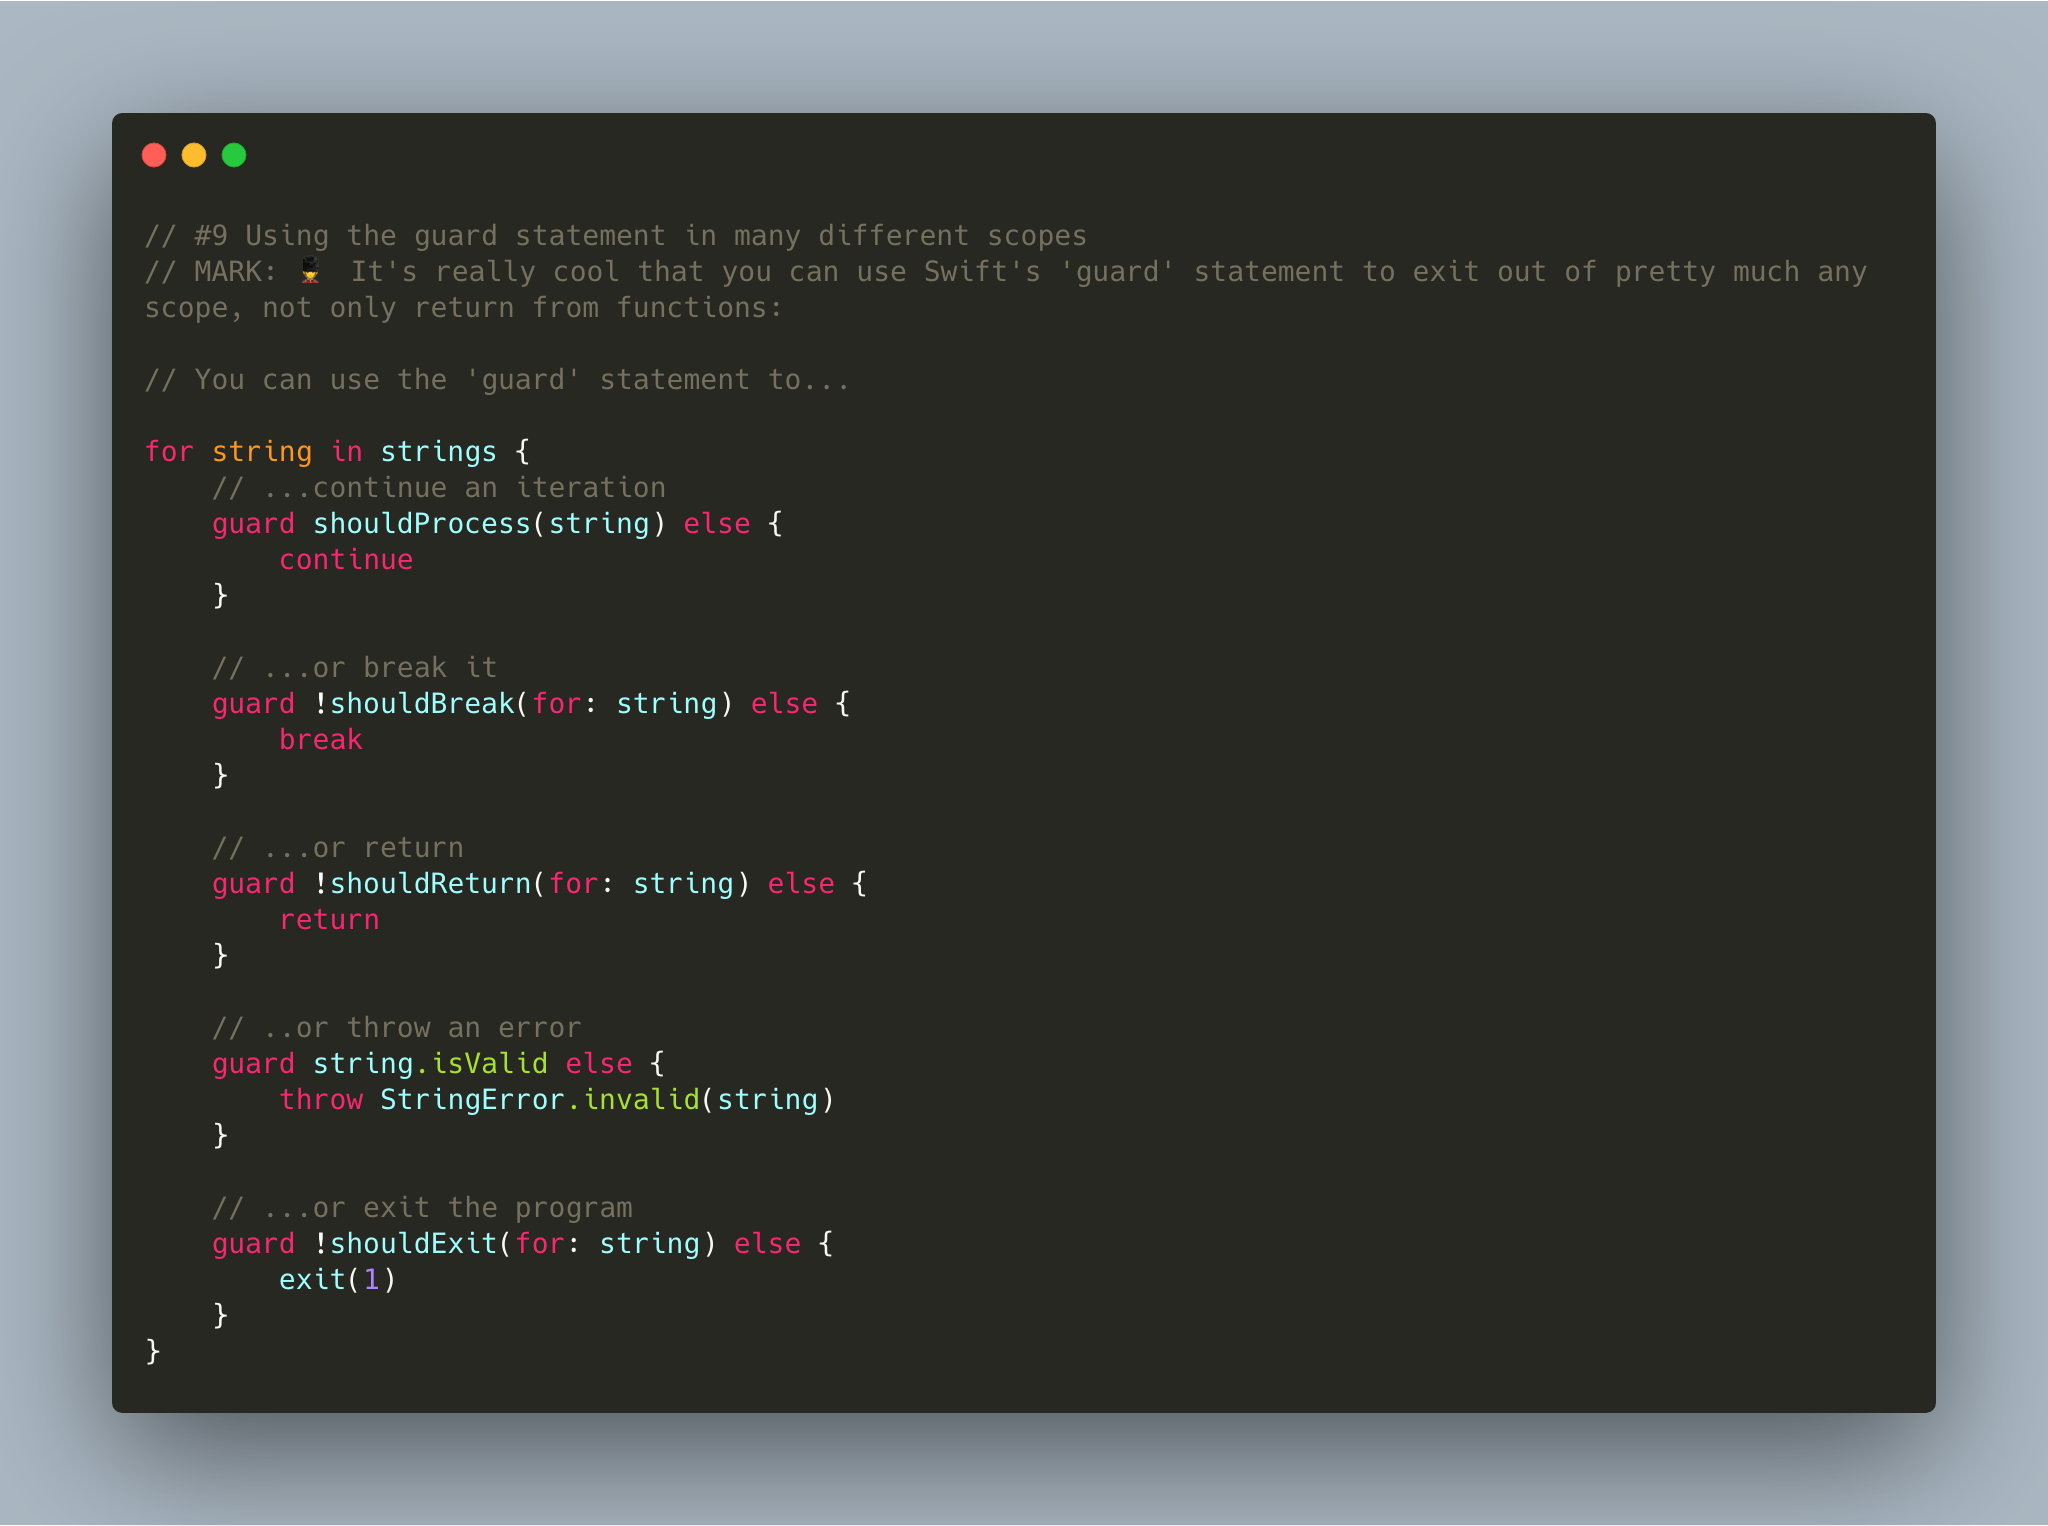 // #9 Using the guard statement in many different scopes
// MARK: 💂 It's really cool that you can use Swift's 'guard' statement to exit out of pretty much any
scope, not only return from functions:

// You can use the 'guard' statement to...

for string in strings {
    // ...continue an iteration
    guard shouldProcess(string) else {
        continue
    }

    // ...or break it
    guard !shouldBreak(for: string) else {
        break
    }

    // ...or return
    guard !shouldReturn(for: string) else {
        return
    }

    // ..or throw an error
    guard string.isValid else {
        throw StringError.invalid(string)
    }

    // ...or exit the program
    guard !shouldExit(for: string) else {
        exit(1)
    }
}